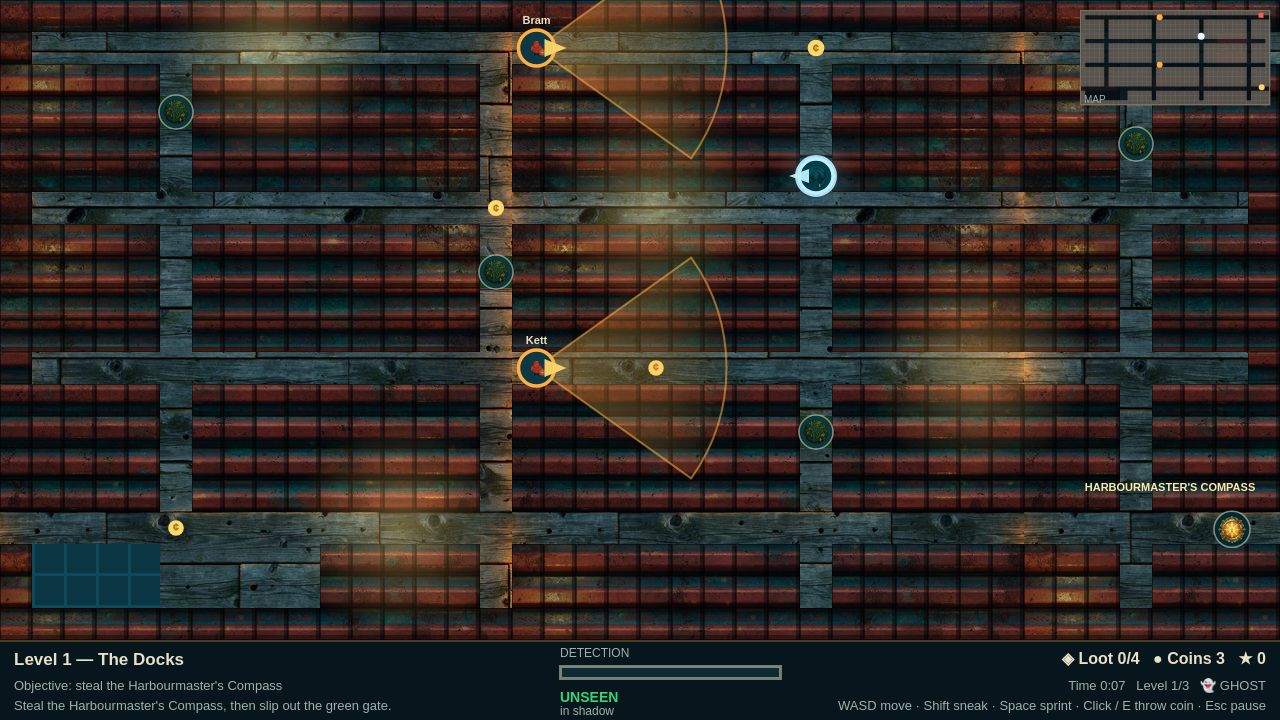 Bram
MAP
Kett
HARBOURMASTER'S COMPASS
Level 1 — The Docks
Objective: steal the Harbourmaster's Compass
Steal the Harbourmaster's Compass, then slip out the green gate.
DETECTION
UNSEEN
in shadow
◈ Loot 0/4 ● Coins 3 ★ 0
Time 0:07 Level 1/3 👻 GHOST
WASD move · Shift sneak · Space sprint · Click / E throw coin · Esc pause